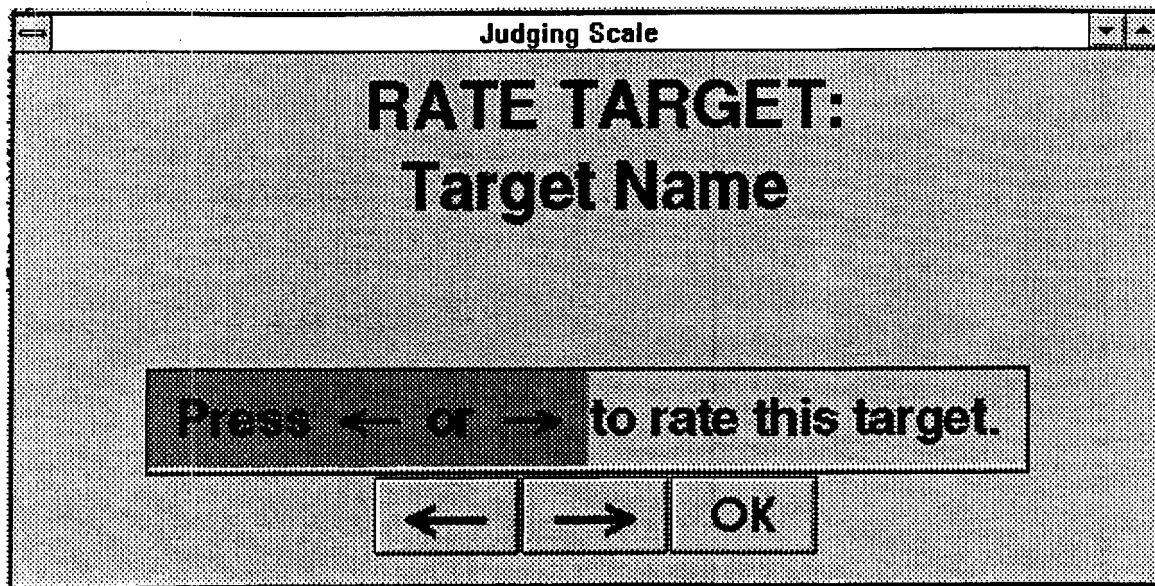 Judging Scale
RATE TARGET:
Target Name
Press ← or → to rate this target.
← → OK